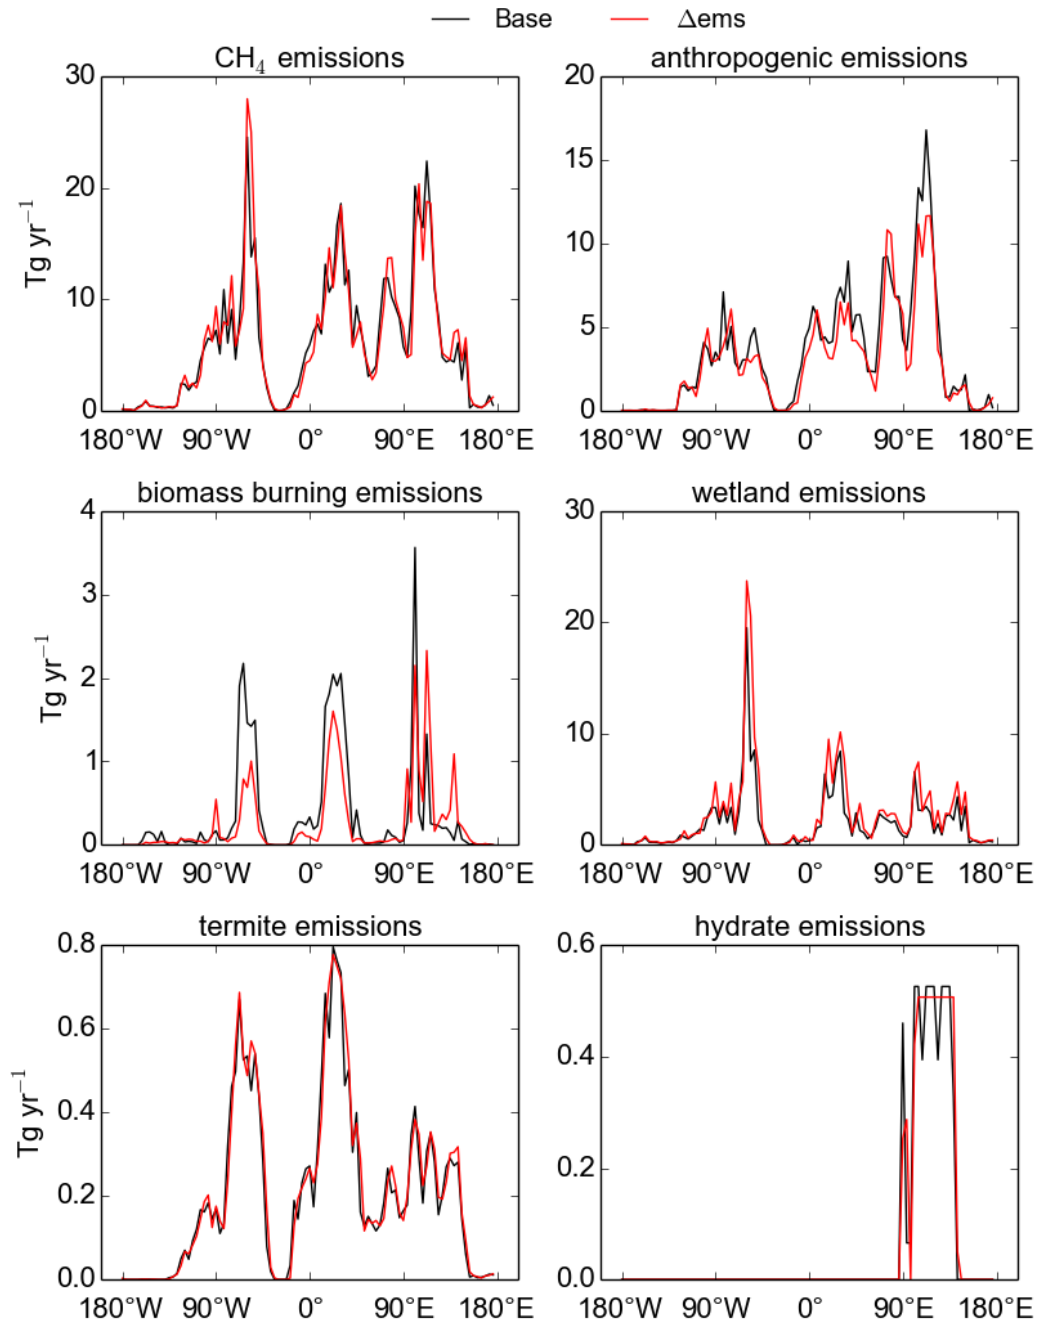 Base Δems
CH₄ emissions
anthropogenic emissions
30
20
10
0
Tg yr⁻¹
180°W 90°W 0° 90°E 180°E
20
15
10
5
0
180°W 90°W 0° 90°E 180°E
biomass burning emissions
wetland emissions
4
3
2
1
0
Tg yr⁻¹
180°W 90°W 0° 90°E 180°E
30
20
10
0
180°W 90°W 0° 90°E 180°E
termite emissions
hydrate emissions
0.8
0.6
0.4
0.2
0.0
Tg yr⁻¹
180°W 90°W 0° 90°E 180°E
0.6
0.4
0.2
0.0
180°W 90°W 0° 90°E 180°E